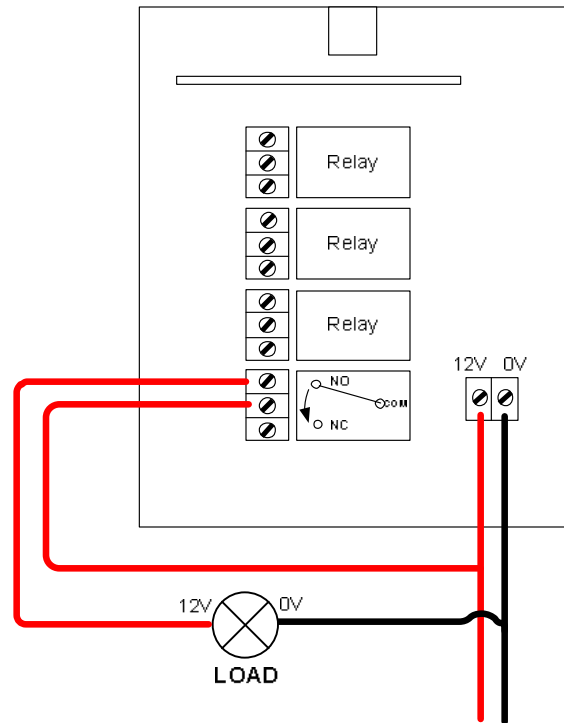 Relay
Relay
Relay
NO
COM
NC
12V 0V
12V 0V
LOAD